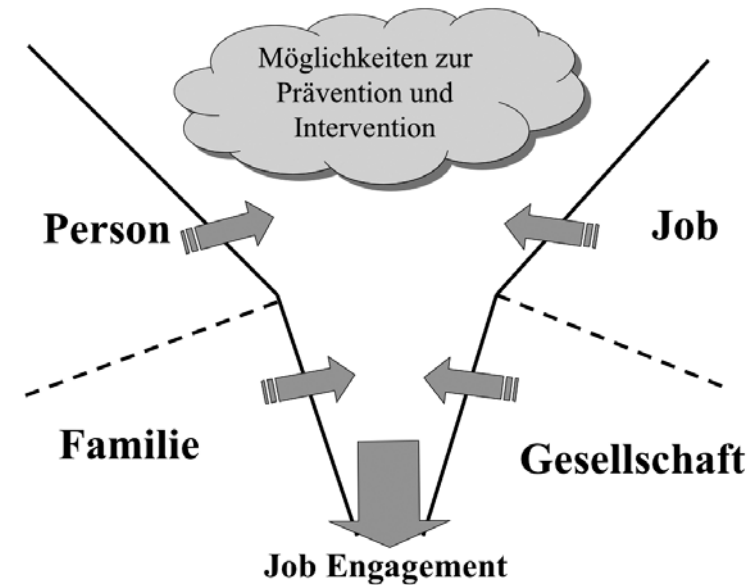 Möglichkeiten zur
Prävention und
Intervention
Person
Job
Familie
Gesellschaft
Job Engagement